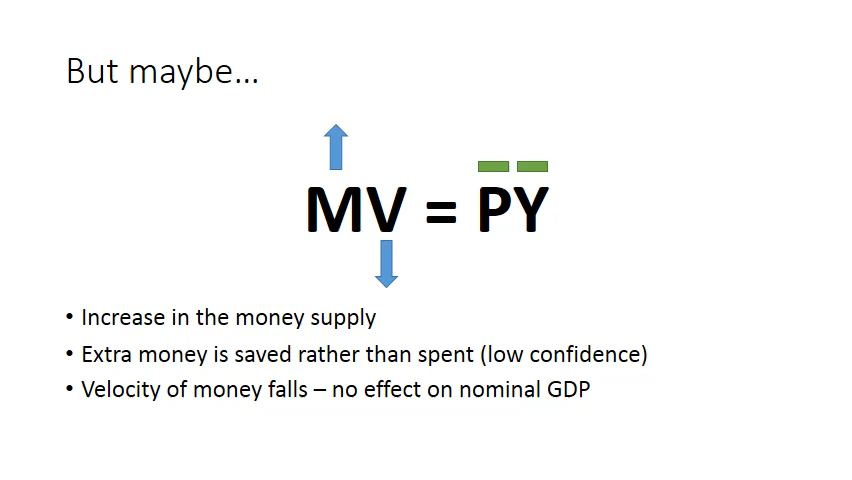 But maybe...
MV = PY
• Increase in the money supply
• Extra money is saved rather than spent (low confidence)
• Velocity of money falls – no effect on nominal GDP